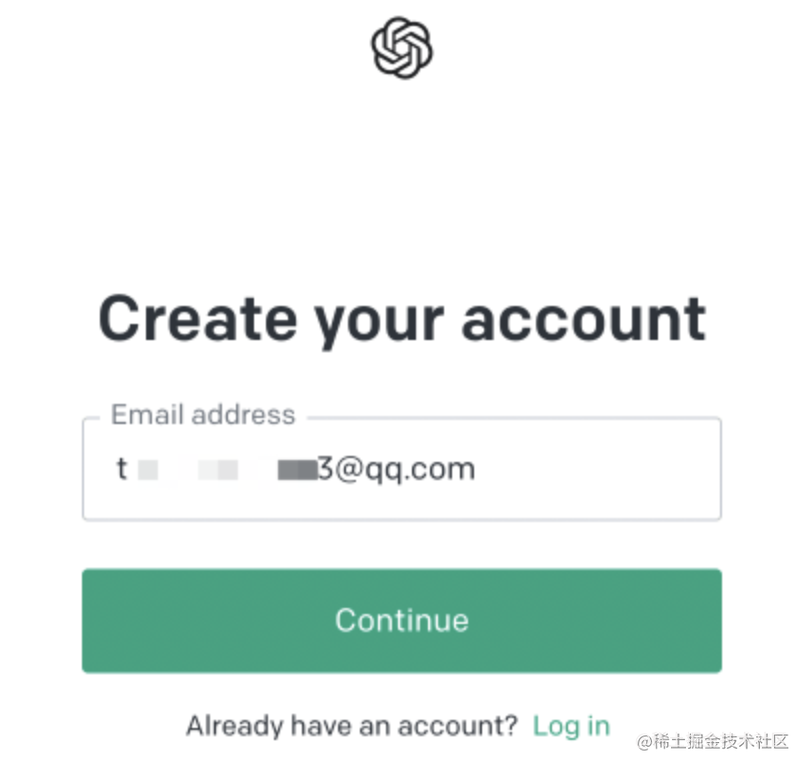 Create your account
Email address
t 3@qq.com
Continue
Already have an account? Log in
@稀土掘金技术社区